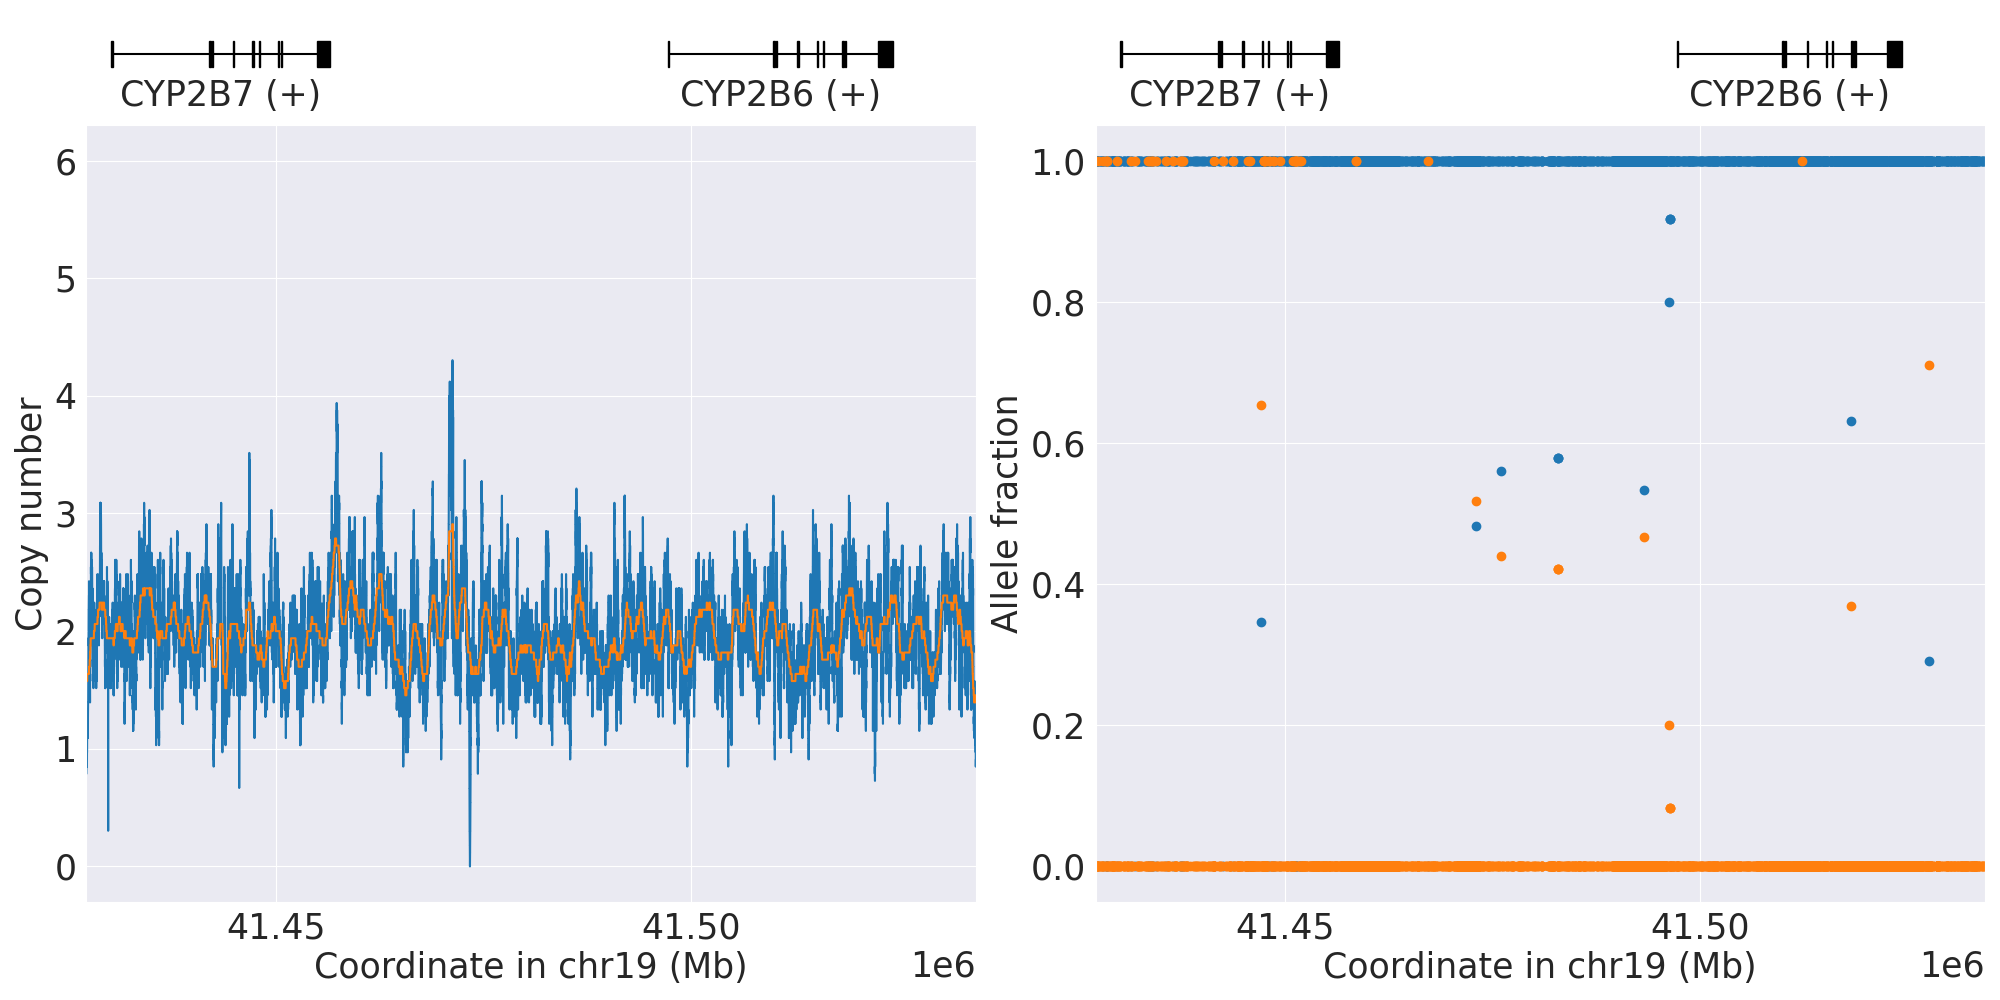 CYP2B7 (+) CYP2B6 (+)
CYP2B7 (+) CYP2B6 (+)
Copy number
6
5
4
3
2
1
0
41.45 41.50
Coordinate in chr19 (Mb) 1e6
Allele fraction
1.0
0.8
0.6
0.4
0.2
0.0
41.45 41.50
Coordinate in chr19 (Mb) 1e6